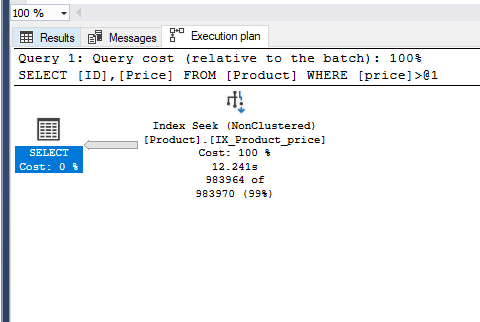 100 %
Results Messages Execution plan
Query 1: Query cost (relative to the batch): 100%
SELECT [ID],[Price] FROM [Product] WHERE [price]>@1
SELECT
Cost: 0 %
Index Seek (NonClustered)
[Product].[IX_Product_price]
Cost: 100 %
12.241s
983964 of
983970 (99%)